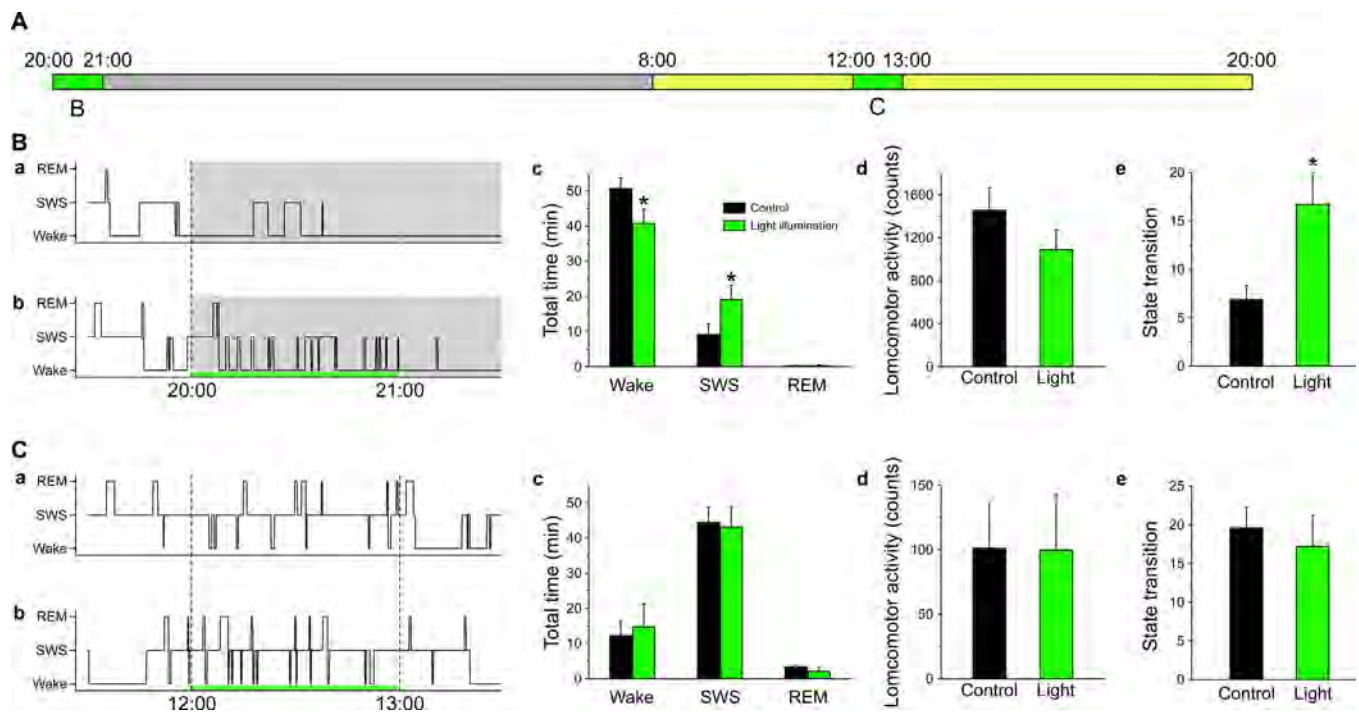 A
20:00 21:00 8:00 12:00 13:00 20:00
B C
B
a
REM
SWS
Wake
b
REM
SWS
Wake
20:00 21:00
c
Total time (min)
50
40
30
20
10
0
Control
Light illumination
*
*
Wake SWS REM
d
Lomcomotor activity (counts)
1600
1200
800
400
0
Control Light
e
State transition
20
15
10
5
0
*
Control Light
C
a
REM
SWS
Wake
b
REM
SWS
Wake
12:00 13:00
c
Total time (min)
50
40
30
20
10
0
Wake SWS REM
d
Lomcomotor activity (counts)
150
100
50
0
Control Light
e
State transition
25
20
15
10
5
0
Control Light